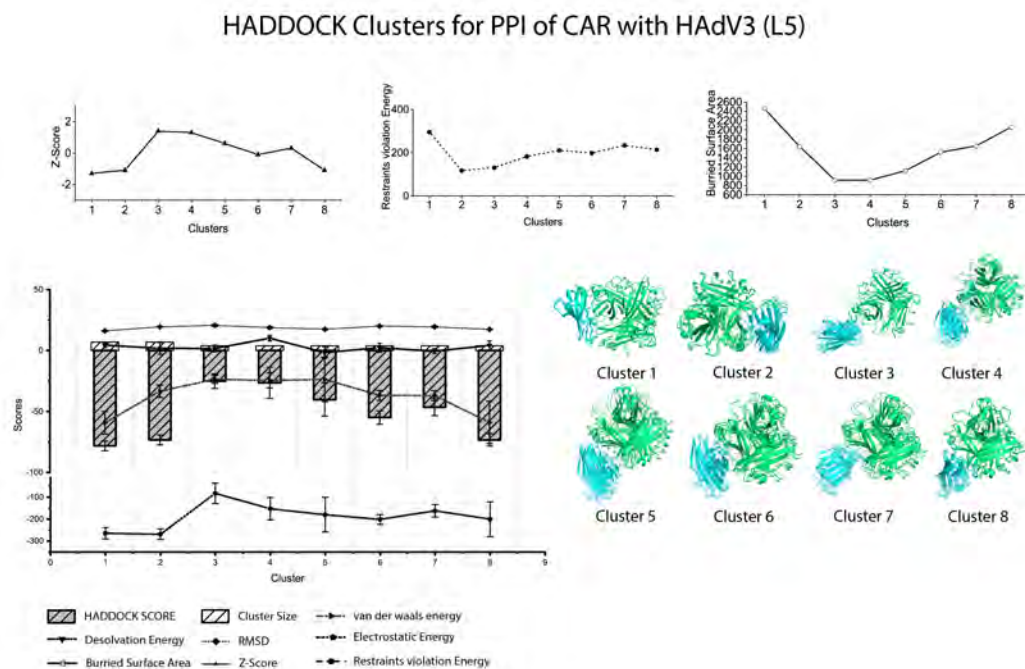 HADDOCK Clusters for PPI of CAR with HAdV3 (L5)
Z-Score
2
0
-2
1 2 3 4 5 6 7 8
Clusters
Restraints violation Energy
400
200
0
1 2 3 4 5 6 7 8
Clusters
Burried Surface Area
2600
2400
2200
2000
1800
1600
1400
1200
1000
800
600
1 2 3 4 5 6 7 8
Clusters
Scores
50
0
-50
-100
-100
-200
-300
0 1 2 3 4 5 6 7 8 9
Cluster
Cluster 1 Cluster 2 Cluster 3 Cluster 4
Cluster 5 Cluster 6 Cluster 7 Cluster 8
HADDOCK SCORE Cluster Size van der waals energy
Desolvation Energy RMSD Electrostatic Energy
Burried Surface Area Z-Score Restraints violation Energy